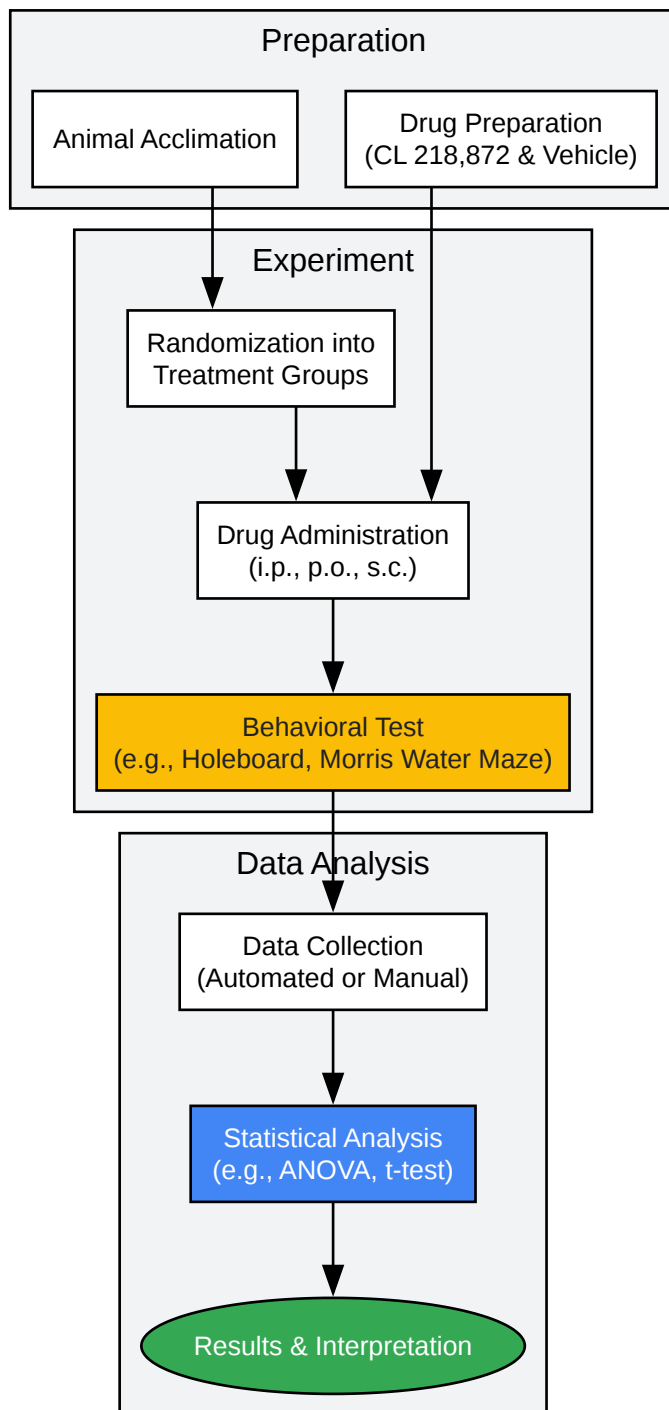 Preparation
Animal Acclimation
Drug Preparation
(CL 218,872 & Vehicle)
Experiment
Randomization into
Treatment Groups
Drug Administration
(i.p., p.o., s.c.)
Behavioral Test
(e.g., Holeboard, Morris Water Maze)
Data Analysis
Data Collection
(Automated or Manual)
Statistical Analysis
(e.g., ANOVA, t-test)
Results & Interpretation